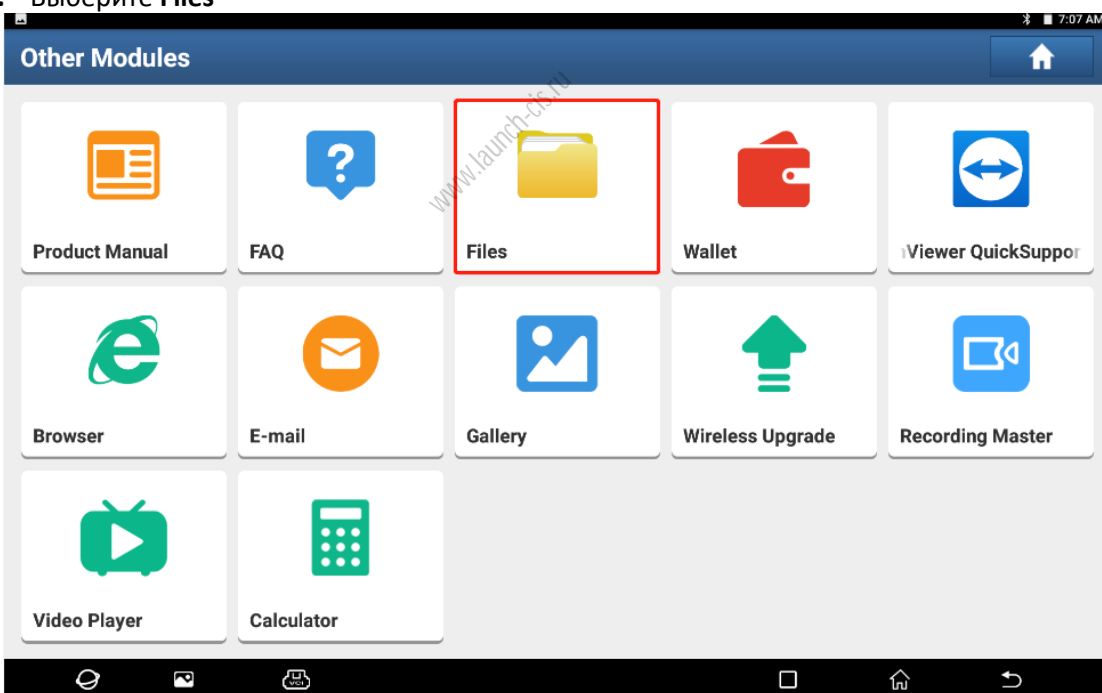 Выберите Files
7:07 AM
Other Modules
www.launch-cis.ru
?
Product Manual
FAQ
Files
Wallet
Viewer QuickSuppor
Browser
E-mail
Gallery
Wireless Upgrade
Recording Master
Video Player
Calculator
VCI